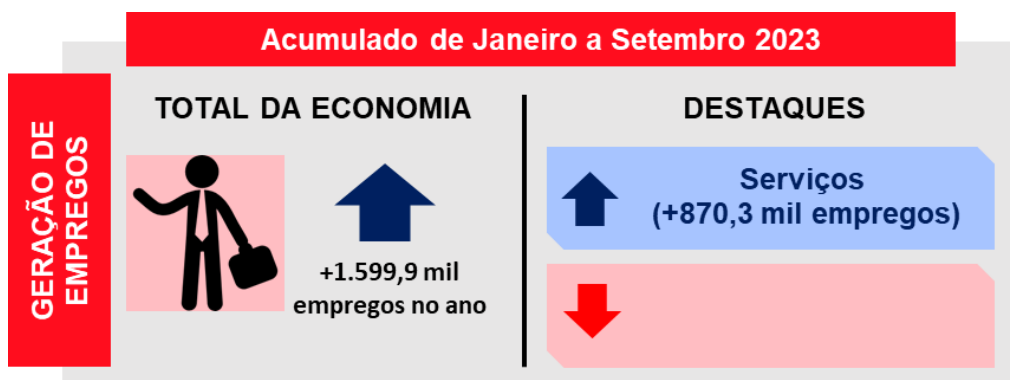 Acumulado de Janeiro a Setembro 2023
GERAÇÃO DE
EMPREGOS
TOTAL DA ECONOMIA
+1.599,9 mil
empregos no ano
DESTAQUES
Serviços
(+870,3 mil empregos)